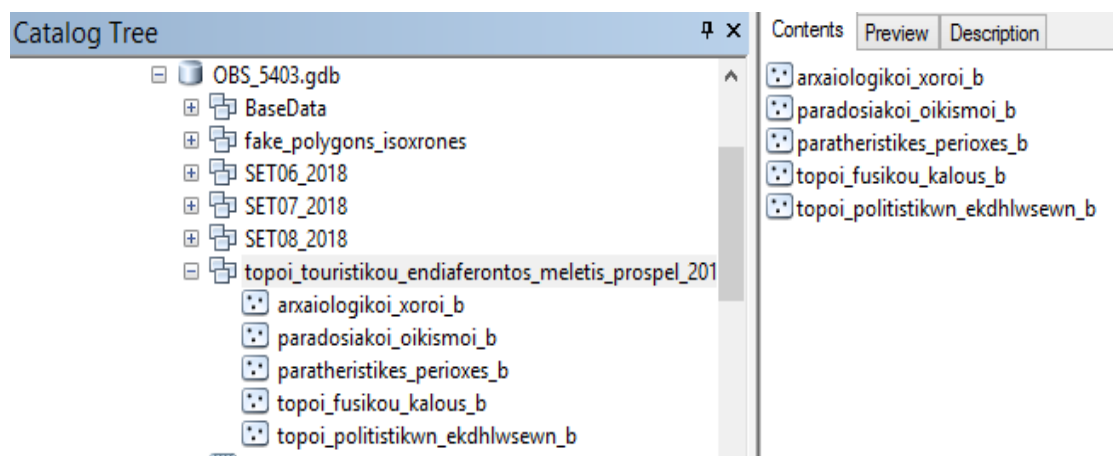 Catalog Tree
OBS_5403.gdb
BaseData
fake_polygons_isoxrones
SET06_2018
SET07_2018
SET08_2018
topoi_touristikou_endiaferontos_meletis_prospel_201
arxaiologikoi_xoroi_b
paradosiakoi_oikismoi_b
paratheristikes_perioxes_b
topoi_fusikou_kalous_b
topoi_politistikwn_ekdhlwsewn_b
Contents Preview Description
arxaiologikoi_xoroi_b
paradosiakoi_oikismoi_b
paratheristikes_perioxes_b
topoi_fusikou_kalous_b
topoi_politistikwn_ekdhlwsewn_b